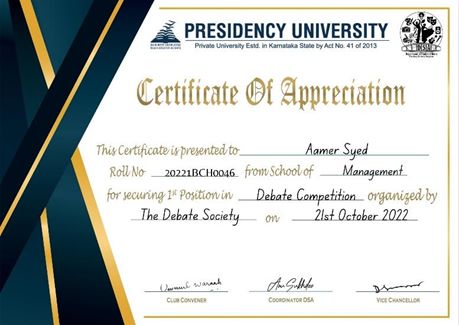 PRESIDENCY UNIVERSITY
Private University Estd. in Karnataka State by Act No. 41 of 2013
Certificate Of Appreciation
This Certificate is presented to Aamer Syed
Roll No 20221BCH0046 from School of Management
for securing 1st Position in Debate Competition organized by
The Debate Society on 21st October 2022
CLUB CONVENER COORDINATOR DSA VICE CHANCELLOR